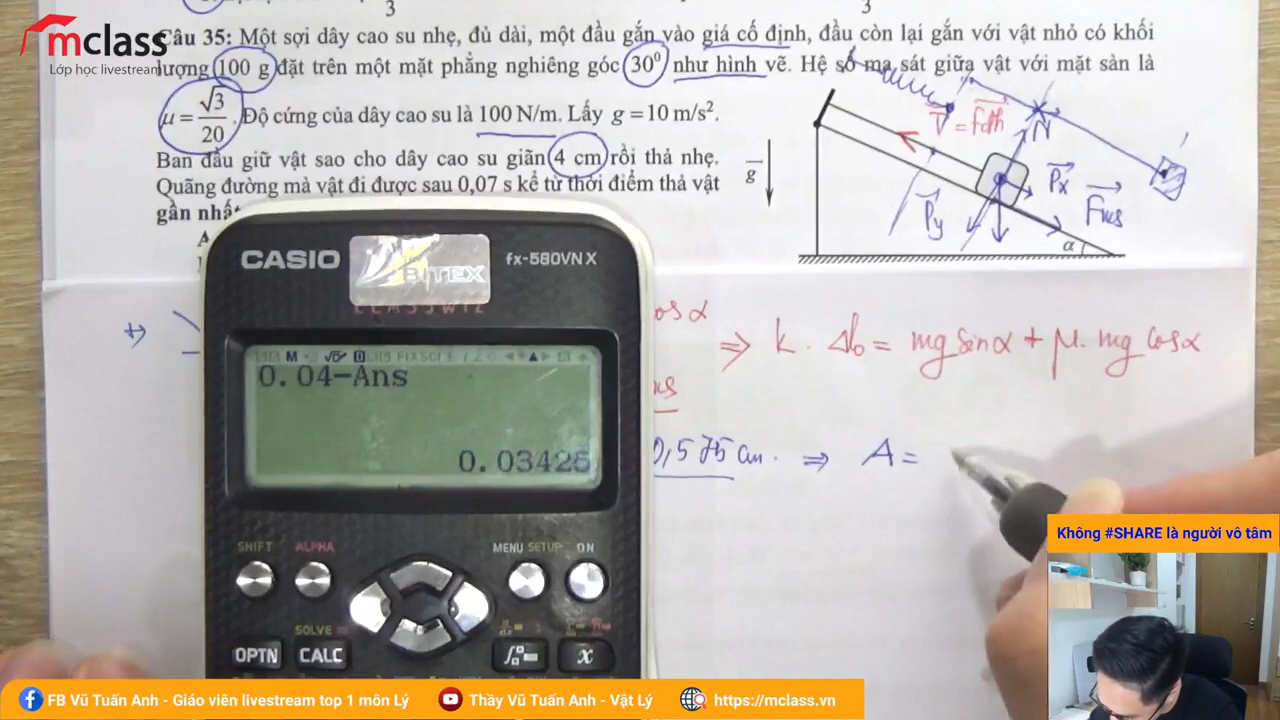 3
3
mclass
Lớp học livestream
Câu 35: Một sợi dây cao su nhẹ, đủ dài, một đầu gắn vào giá cố định, đầu còn lại gắn với vật nhỏ có khối
lượng 100 g đặt trên một mặt phẳng nghiêng góc 30⁰ như hình vẽ. Hệ số ma sát giữa vật với mặt sàn là
μ = √3/20. Độ cứng của dây cao su là 100 N/m. Lấy g = 10 m/s².
Ban đầu giữ vật sao cho dây cao su giãn 4 cm rồi thả nhẹ.
Quãng đường mà vật đi được sau 0,07 s kể từ thời điểm thả vật
gần nhất
g
T = Fđh
N
Px
Py
Fms
α
CASIO
BITEX
fx-580VN X
CLASSWIZ
0.04-Ans
0.03425
osα ⇒ k. Δl₀ = mg sinα + μ. mg cosα
ms
0,575 cm. ⇒ A =
SHIFT ALPHA MENU SETUP ON
SOLVE =
OPTN CALC x
Không #SHARE là người vô tâm
FB Vũ Tuấn Anh - Giáo viên livestream top 1 môn Lý
Thầy Vũ Tuấn Anh - Vật Lý
https://mclass.vn